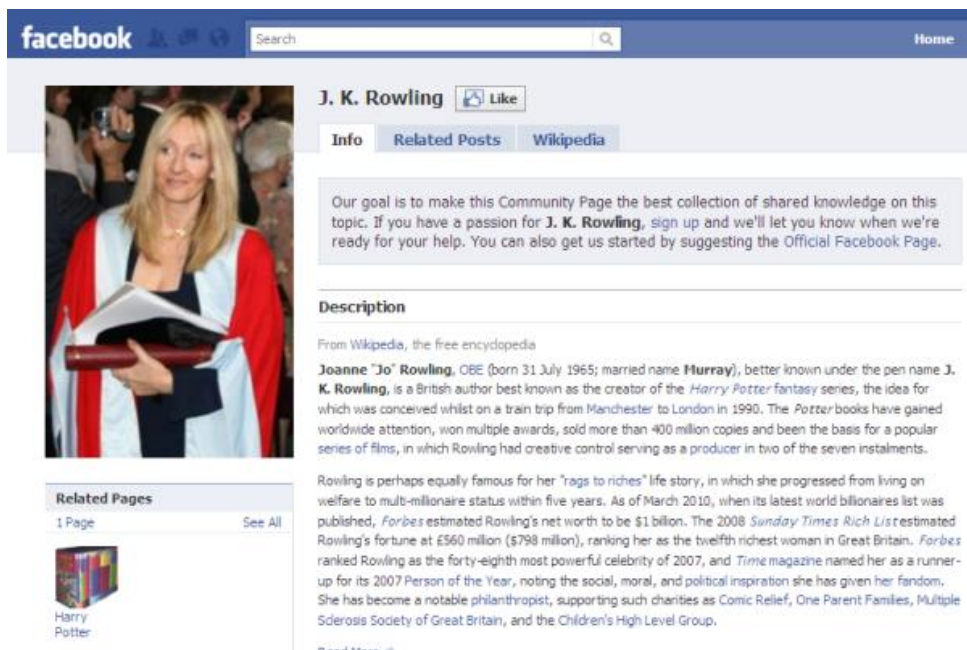 facebook
Search
Home
J. K. Rowling
Like
Info
Related Posts
Wikipedia
Our goal is to make this Community Page the best collection of shared knowledge on this
topic. If you have a passion for J. K. Rowling, sign up and we'll let you know when we're
ready for your help. You can also get us started by suggesting the Official Facebook Page.
Description
From Wikipedia, the free encyclopedia
Joanne "Jo" Rowling, OBE (born 31 July 1965; married name Murray), better known under the pen name J.
K. Rowling, is a British author best known as the creator of the Harry Potter fantasy series, the idea for
which was conceived whilst on a train trip from Manchester to London in 1990. The Potter books have gained
worldwide attention, won multiple awards, sold more than 400 million copies and been the basis for a popular
series of films, in which Rowling had creative control serving as a producer in two of the seven instalments.
Rowling is perhaps equally famous for her "rags to riches" life story, in which she progressed from living on
welfare to multi-millionaire status within five years. As of March 2010, when its latest world billionaires list was
published, Forbes estimated Rowling's net worth to be $1 billion. The 2008 Sunday Times Rich List estimated
Rowling's fortune at £560 million ($798 million), ranking her as the twelfth richest woman in Great Britain. Forbes
ranked Rowling as the forty-eighth most powerful celebrity of 2007, and Time magazine named her as a runner-
up for its 2007 Person of the Year, noting the social, moral, and political inspiration she has given her fandom.
She has become a notable philanthropist, supporting such charities as Comic Relief, One Parent Families, Multiple
Sclerosis Society of Great Britain, and the Children's High Level Group.
Related Pages
1 Page
See All
Harry
Potter